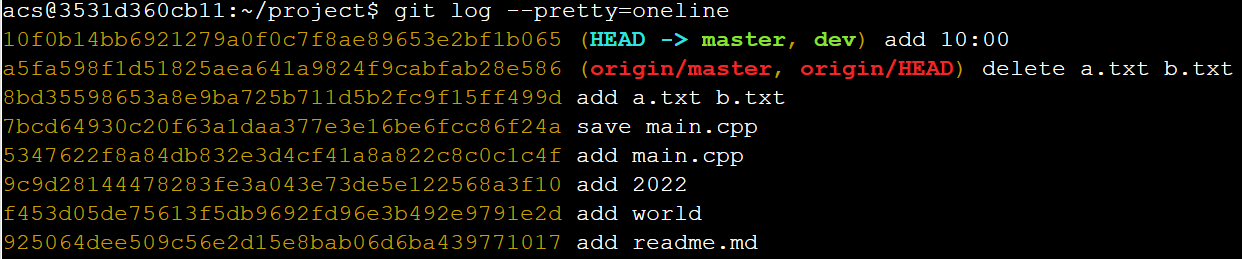 acs@3531d360cb11:~/project$ git log --pretty=oneline
10f0b14bb6921279a0f0c7f8ae89653e2bf1b065 (HEAD -> master, dev) add 10:00
a5fa598f1d51825aea641a9824f9cabfab28e586 (origin/master, origin/HEAD) delete a.txt b.txt
8bd35598653a8e9ba725b711d5b2fc9f15ff499d add a.txt b.txt
7bcd64930c20f63a1daa377e3e16be6fcc86f24a save main.cpp
5347622f8a84db832e3d4cf41a8a822c8c0c1c4f add main.cpp
9c9d28144478283fe3a043e73de5e122568a3f10 add 2022
f453d05de75613f5db9692fd96e3b492e9791e2d add world
925064dee509c56e2d15e8bab06d6ba439771017 add readme.md